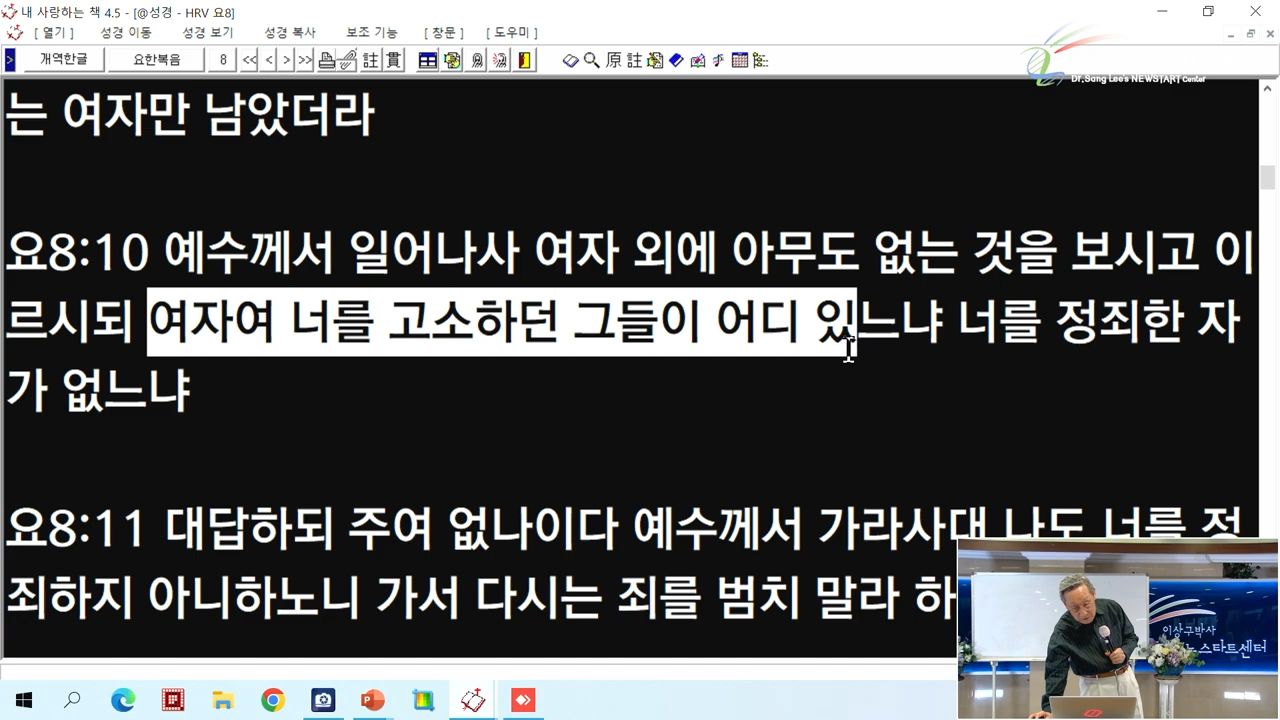 내 사랑하는 책 4.5 - [@성경 - HRV 요8]
[ 열기 ] 성경 이동 성경 보기 성경 복사 보조 기능 [ 창문 ] [ 도우미 ]
> 개역한글 요한복음 8 << < > >> 註 貫 原 註
Dr.Sang Lee's NEWSTART Center
는 여자만 남았더라
요8:10 예수께서 일어나사 여자 외에 아무도 없는 것을 보시고 이
르시되 여자여 너를 고소하던 그들이 어디 있느냐 너를 정죄한 자
가 없느냐
요8:11 대답하되 주여 없나이다 예수께서 가라사대 나도 너를 정
죄하지 아니하노니 가서 다시는 죄를 범치 말라 하
이상구박사
뉴스타트센터